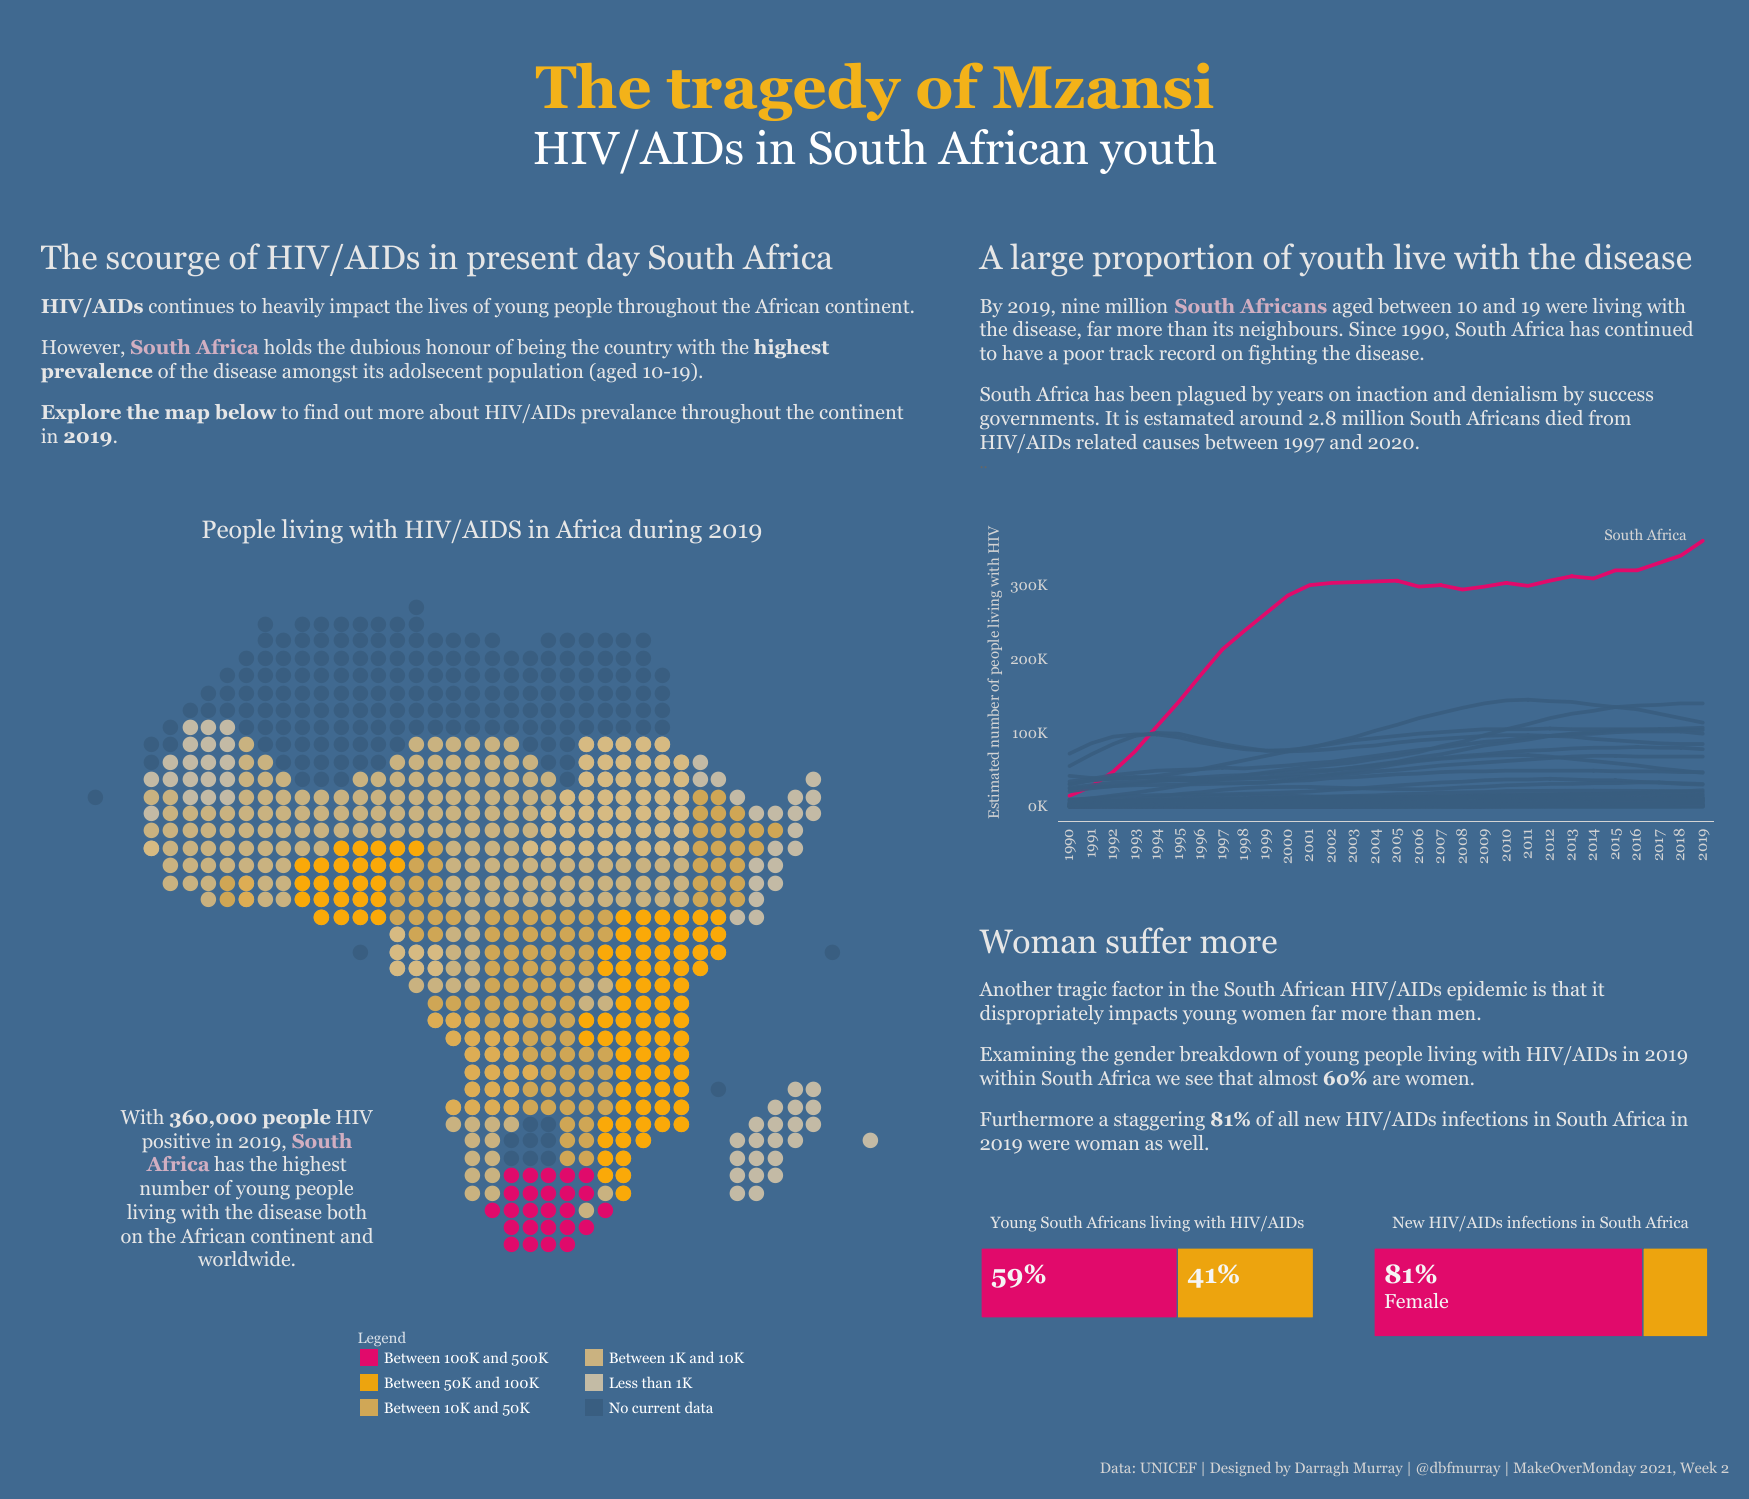 The tragedy of Mzansi
HIV/AIDs in South African youth
The scourge of HIV/AIDs in present day South Africa
HIV/AIDs continues to heavily impact the lives of young people throughout the African continent.
However, South Africa holds the dubious honour of being the country with the highest
prevalence of the disease amongst its adolsecent population (aged 10-19).
Explore the map below to find out more about HIV/AIDs prevalance throughout the continent
in 2019.
People living with HIV/AIDS in Africa during 2019
With 360,000 people HIV
positive in 2019, South
Africa has the highest
number of young people
living with the disease both
on the African continent and
worldwide.
Legend
Between 100K and 500K
Between 50K and 100K
Between 10K and 50K
Between 1K and 10K
Less than 1K
No current data
A large proportion of youth live with the disease
By 2019, nine million South Africans aged between 10 and 19 were living with
the disease, far more than its neighbours. Since 1990, South Africa has continued
to have a poor track record on fighting the disease.
South Africa has been plagued by years on inaction and denialism by success
governments. It is estamated around 2.8 million South Africans died from
HIV/AIDs related causes between 1997 and 2020.
Estimated number of people living with HIV
South Africa
300K
200K
100K
0K
1990
1991
1992
1993
1994
1995
1996
1997
1998
1999
2000
2001
2002
2003
2004
2005
2006
2007
2008
2009
2010
2011
2012
2013
2014
2015
2016
2017
2018
2019
Woman suffer more
Another tragic factor in the South African HIV/AIDs epidemic is that it
dispropriately impacts young women far more than men.
Examining the gender breakdown of young people living with HIV/AIDs in 2019
within South Africa we see that almost 60% are women.
Furthermore a staggering 81% of all new HIV/AIDs infections in South Africa in
2019 were woman as well.
Young South Africans living with HIV/AIDs
59%
41%
New HIV/AIDs infections in South Africa
81%
Female
Data: UNICEF | Designed by Darragh Murray | @dbfmurray | MakeOverMonday 2021, Week 2